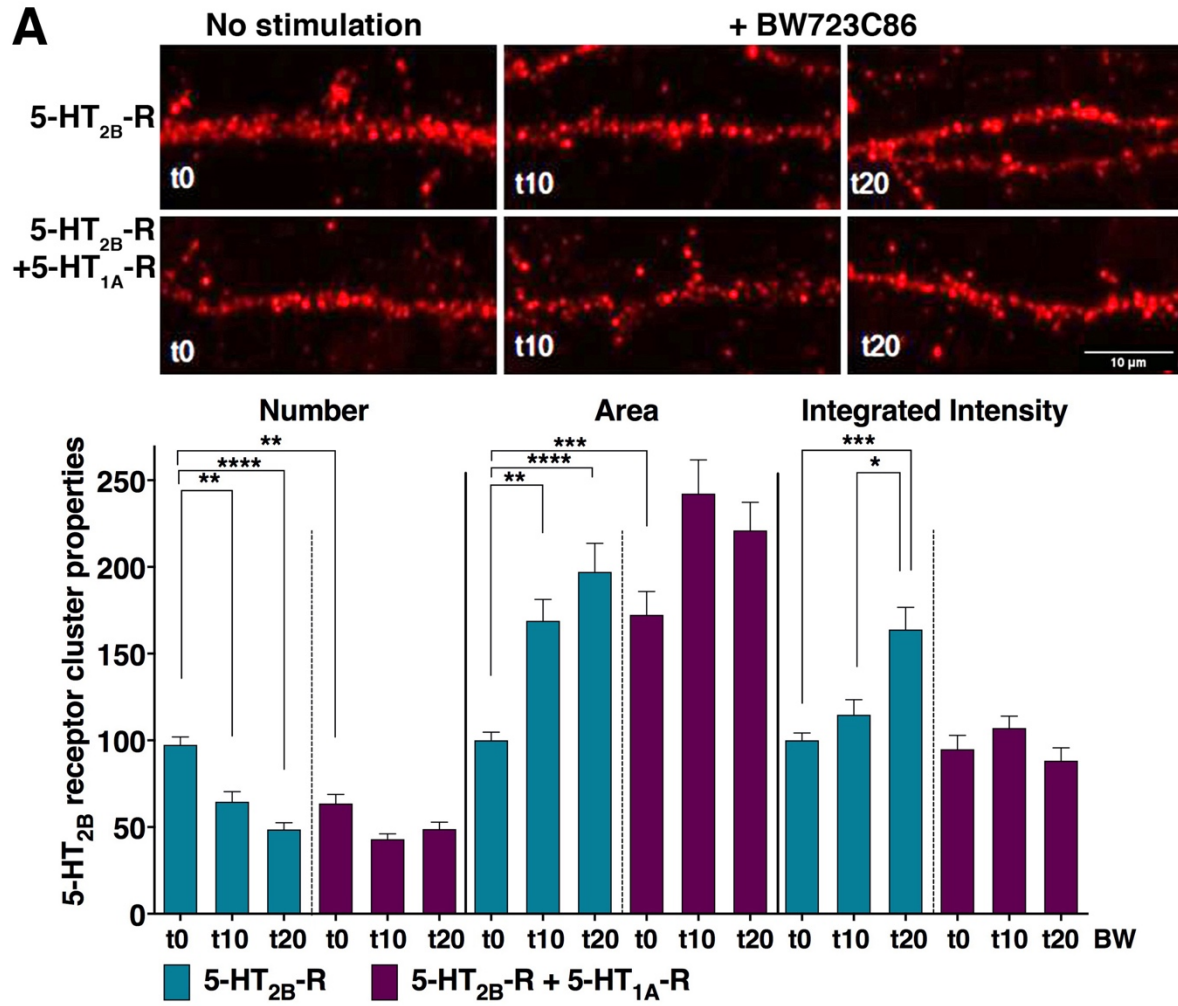 A
No stimulation
+ BW723C86
5-HT2B-R
t0
t10
t20
5-HT2B-R
+5-HT1A-R
t0
t10
t20
10 µm
Number
Area
Integrated Intensity
5-HT2B receptor cluster properties
250
200
150
100
50
0
**
****
**
***
****
**
***
*
t0 t10 t20 t0 t10 t20 t0 t10 t20 t0 t10 t20 t0 t10 t20 t0 t10 t20 BW
5-HT2B-R
5-HT2B-R + 5-HT1A-R